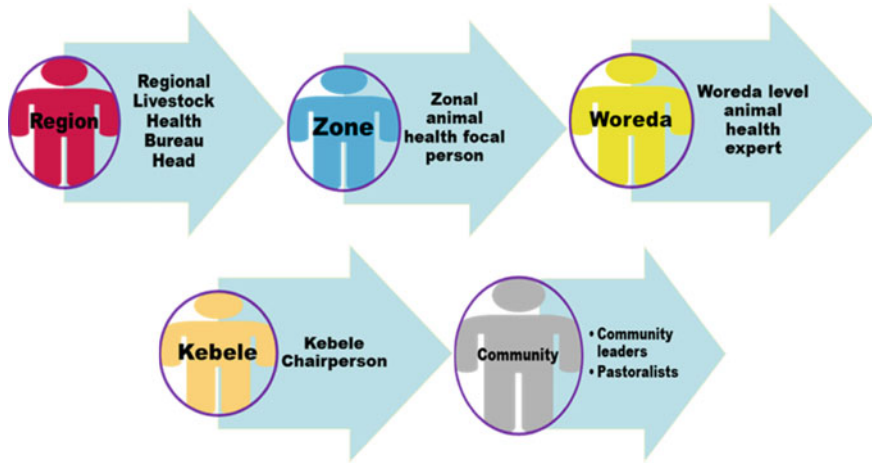 Region
Regional
Livestock
Health
Bureau
Head
Zone
Zonal
animal
health focal
person
Woreda
Woreda level
animal
health
expert
Kebele
Kebele
Chairperson
Community
• Community
leaders
• Pastoralists